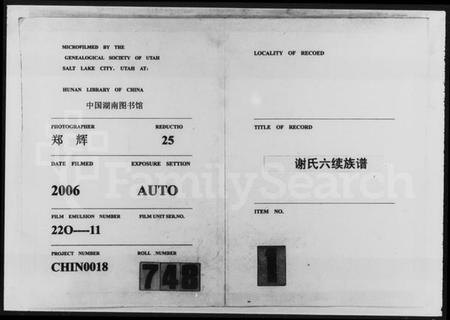 MICROFILMED BY THE
GENEALOGICAL SOCIETY OF UTAH
SALT LAKE CITY, UTAH AT:
HUNAN LIBRARY OF CHINA
中国湖南图书馆
PHOTOGRAPHER REDUCTIO
郑 辉 25
DATE FILMED EXPOSURE SETTION
2006 AUTO
FILM EMULSION NUMBER FILM UNIT SER,NO.
22O----11
PROJECT NUMBER ROLL NUMBER
CHIN0018 748
LOCALITY OF RECOED
TITLE OF RECORD
谢氏六续族谱
ITEM NO.
1
FamilySearch